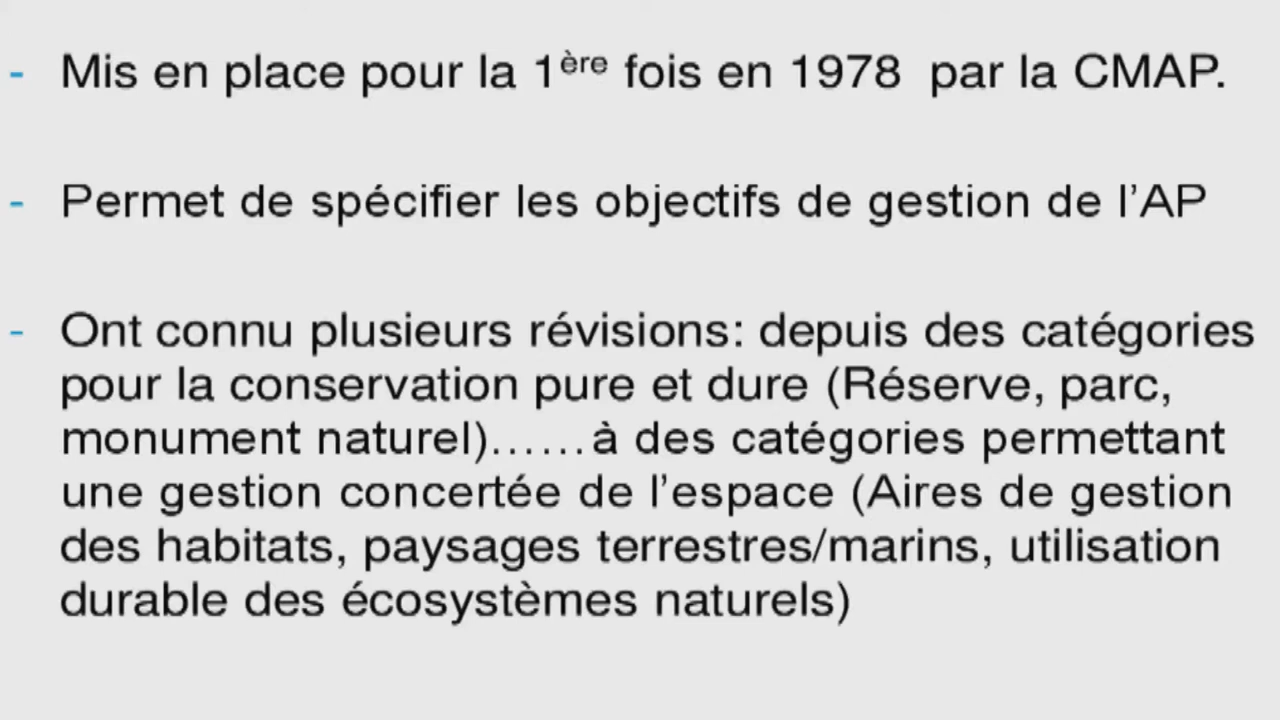 - Mis en place pour la 1ère fois en 1978 par la CMAP.
- Permet de spécifier les objectifs de gestion de l’AP
- Ont connu plusieurs révisions: depuis des catégories
pour la conservation pure et dure (Réserve, parc,
monument naturel)......à des catégories permettant
une gestion concertée de l’espace (Aires de gestion
des habitats, paysages terrestres/marins, utilisation
durable des écosystèmes naturels)